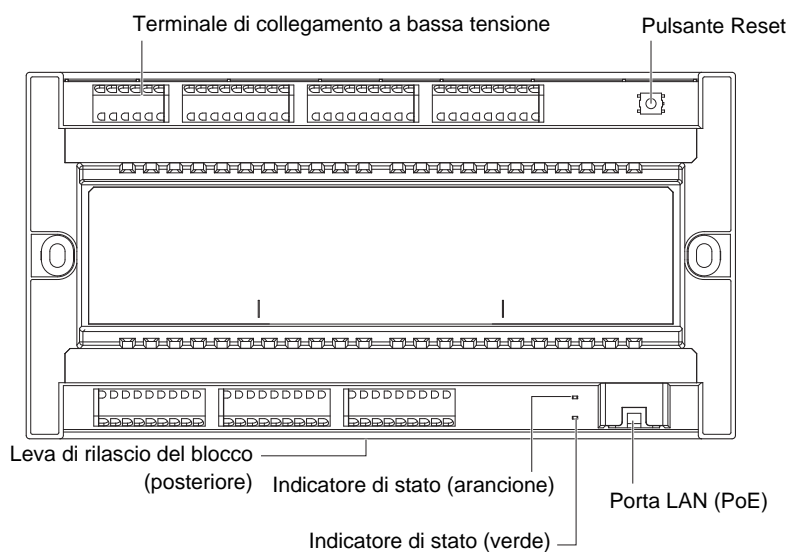 Terminale di collegamento a bassa tensione
Pulsante Reset
Leva di rilascio del blocco
(posteriore)
Indicatore di stato (arancione)
Porta LAN (PoE)
Indicatore di stato (verde)